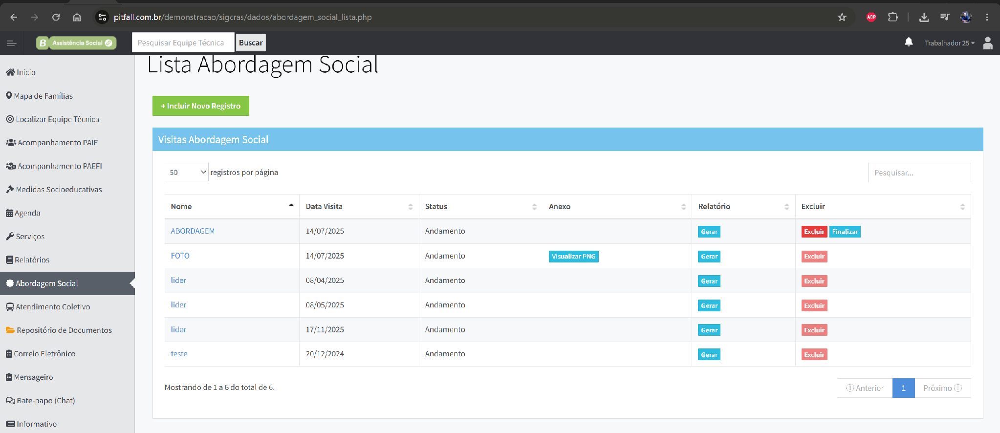 pitfall.com.br/demonstracao/sigcras/dados/abordagem_social_lista.php
ABP
B Assistência Social
Pesquisar Equipe Técnica
Buscar
Trabalhador 25
Início
Mapa de Famílias
Localizar Equipe Técnica
Acompanhamento PAIF
Acompanhamento PAEFI
Medidas Socioeducativas
Agenda
Serviços
Relatórios
Abordagem Social
Atendimento Coletivo
Repositório de Documentos
Correio Eletrônico
Mensageiro
Bate-papo (Chat)
Informativo
Lista Abordagem Social
+ Incluir Novo Registro
Visitas Abordagem Social
50 registros por página
Pesquisar...
Nome Data Visita Status Anexo Relatório Excluir
ABORDAGEM 14/07/2025 Andamento Gerar Excluir Finalizar
FOTO 14/07/2025 Andamento Visualizar PNG Gerar Excluir
lider 08/04/2025 Andamento Gerar Excluir
lider 08/05/2025 Andamento Gerar Excluir
lider 17/11/2025 Andamento Gerar Excluir
teste 20/12/2024 Andamento Gerar Excluir
Mostrando de 1 a 6 do total de 6.
Anterior 1 Próximo